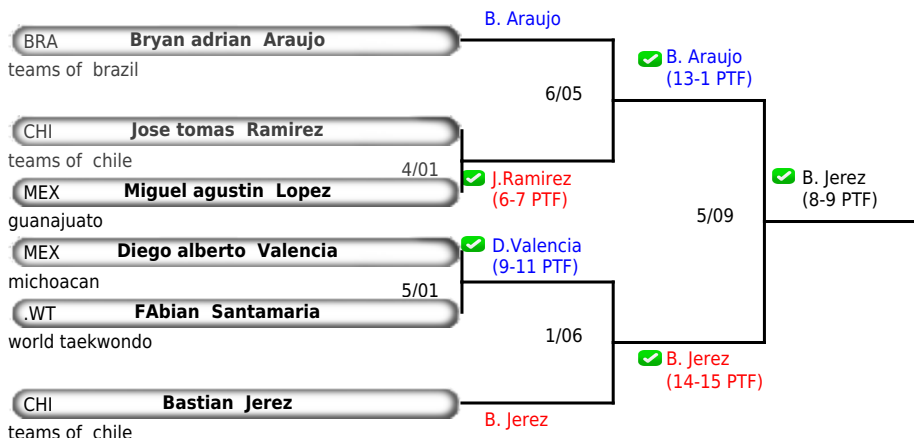 B. Araujo
BRA Bryan adrian Araujo
teams of brazil
B. Araujo
(13-1 PTF)
6/05
CHI Jose tomas Ramirez
teams of chile
4/01
MEX Miguel agustin Lopez
J.Ramirez
(6-7 PTF)
guanajuato
B. Jerez
(8-9 PTF)
5/09
MEX Diego alberto Valencia
D.Valencia
(9-11 PTF)
michoacan
5/01
.WT FAbian Santamaria
world taekwondo
1/06
B. Jerez
(14-15 PTF)
CHI Bastian Jerez
B. Jerez
teams of chile